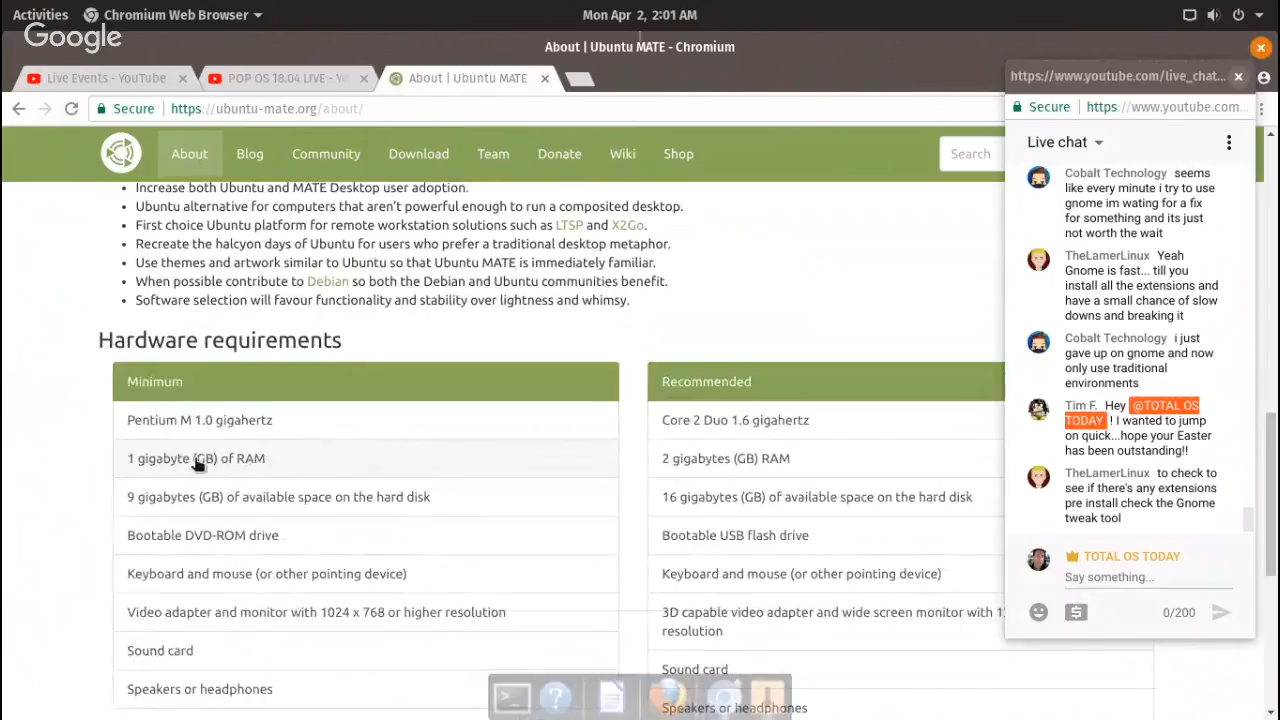 Activities
Chromium Web Browser
Mon Apr 2, 2:01 AM
Google
About | Ubuntu MATE - Chromium
Live Events - YouTube
POP OS 18.04 LIVE - Yo
About | Ubuntu MATE
Secure
https://ubuntu-mate.org/about/
About
Blog
Community
Download
Team
Donate
Wiki
Shop
Search
Increase both Ubuntu and MATE Desktop user adoption.
Ubuntu alternative for computers that aren't powerful enough to run a composited desktop.
First choice Ubuntu platform for remote workstation solutions such as LTSP and X2Go.
Recreate the halcyon days of Ubuntu for users who prefer a traditional desktop metaphor.
Use themes and artwork similar to Ubuntu so that Ubuntu MATE is immediately familiar.
When possible contribute to Debian so both the Debian and Ubuntu communities benefit.
Software selection will favour functionality and stability over lightness and whimsy.
Hardware requirements
Minimum
Pentium M 1.0 gigahertz
1 gigabyte (GB) of RAM
9 gigabytes (GB) of available space on the hard disk
Bootable DVD-ROM drive
Keyboard and mouse (or other pointing device)
Video adapter and monitor with 1024 x 768 or higher resolution
Sound card
Speakers or headphones
Recommended
Core 2 Duo 1.6 gigahertz
2 gigabytes (GB) RAM
16 gigabytes (GB) of available space on the hard disk
Bootable USB flash drive
Keyboard and mouse (or other pointing device)
3D capable video adapter and wide screen monitor with
resolution
Sound card
Speakers or headphones
https://www.youtube.com/live_chat...
Secure
https://www.youtube.com...
Live chat
Cobalt Technology seems
like every minute i try to use
gnome im wating for a fix
for something and its just
not worth the wait
TheLamerLinux Yeah
Gnome is fast... till you
install all the extensions and
have a small chance of slow
downs and breaking it
Cobalt Technology i just
gave up on gnome and now
only use traditional
environments
Tim F. Hey @TOTAL OS
TODAY ! I wanted to jump
on quick...hope your Easter
has been outstanding!!
TheLamerLinux to check to
see if there's any extensions
pre install check the Gnome
tweak tool
TOTAL OS TODAY
Say something...
0/200